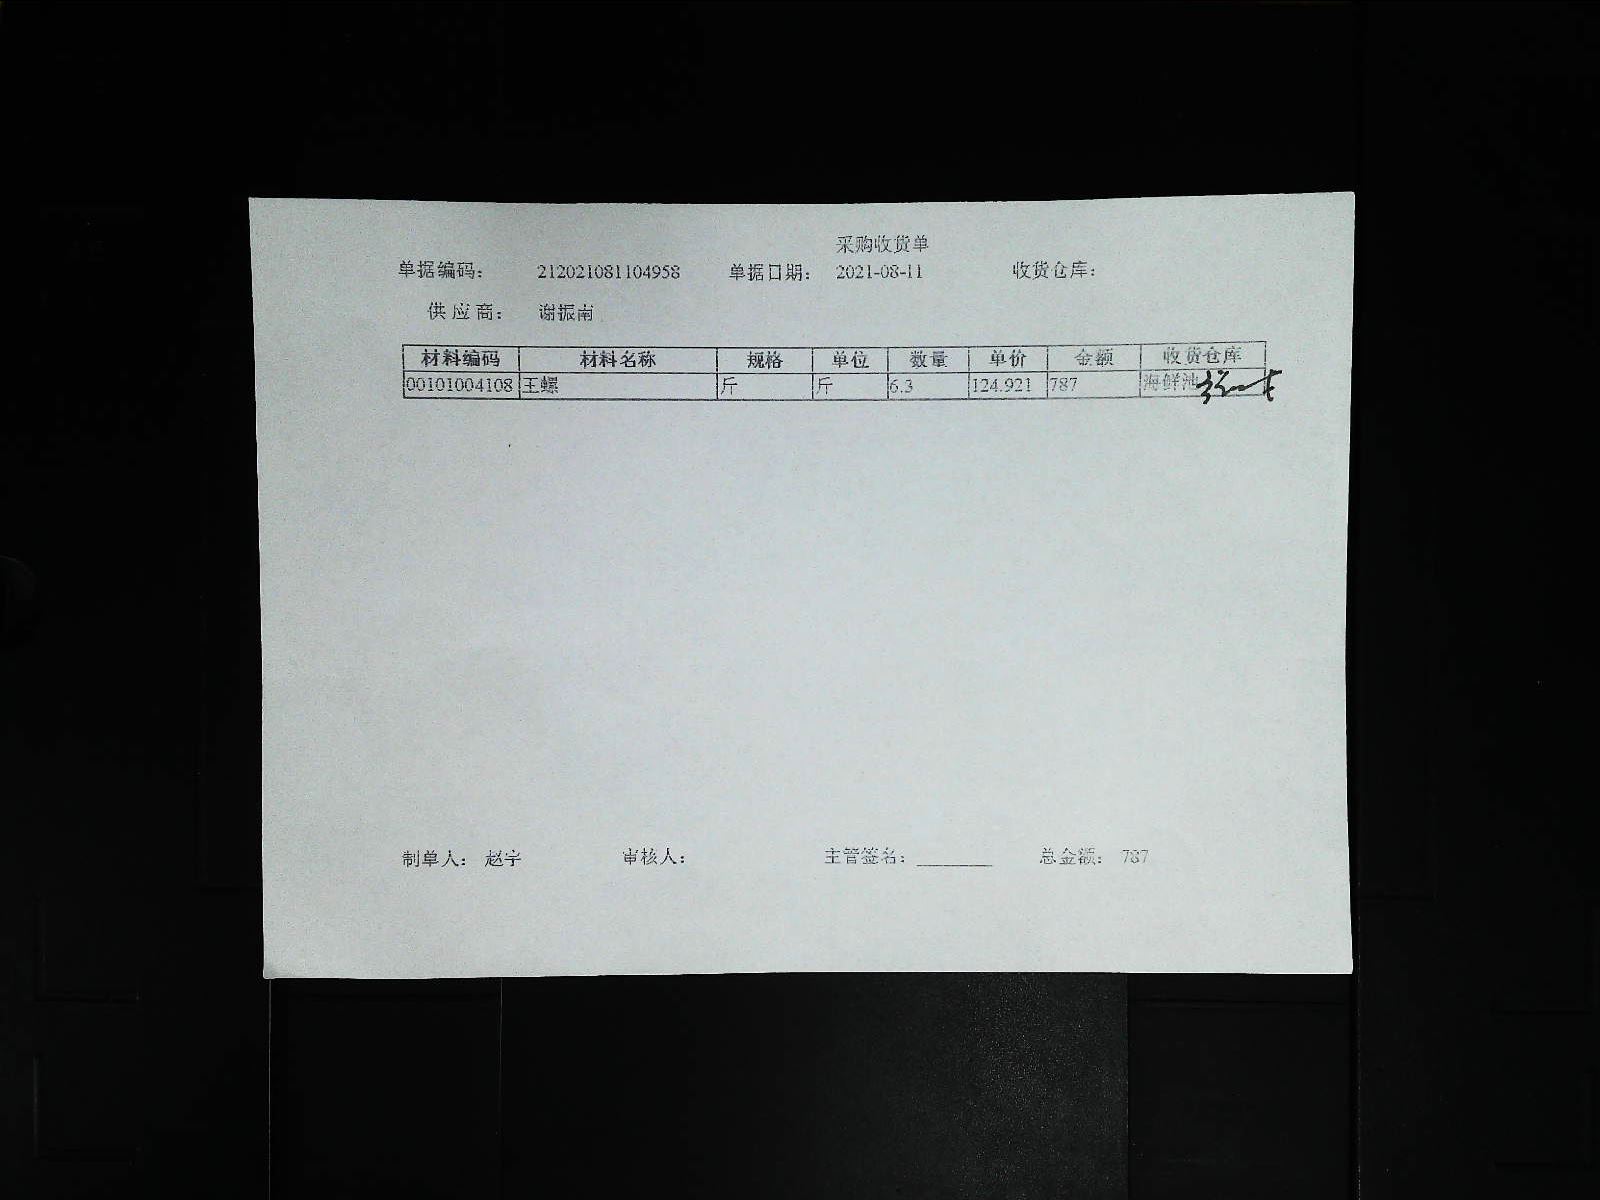 采购收货单
单据编码： 212021081104958 单据日期： 2021-08-11 收货仓库：
供应商： 谢振南
材料编码 材料名称 规格 单位 数量 单价 金额 收货仓库
00101004108 王螺 斤 斤 6.3 124.921 787 海鲜池
制单人： 赵宇 审核人： 主管签名： 总金额： 787